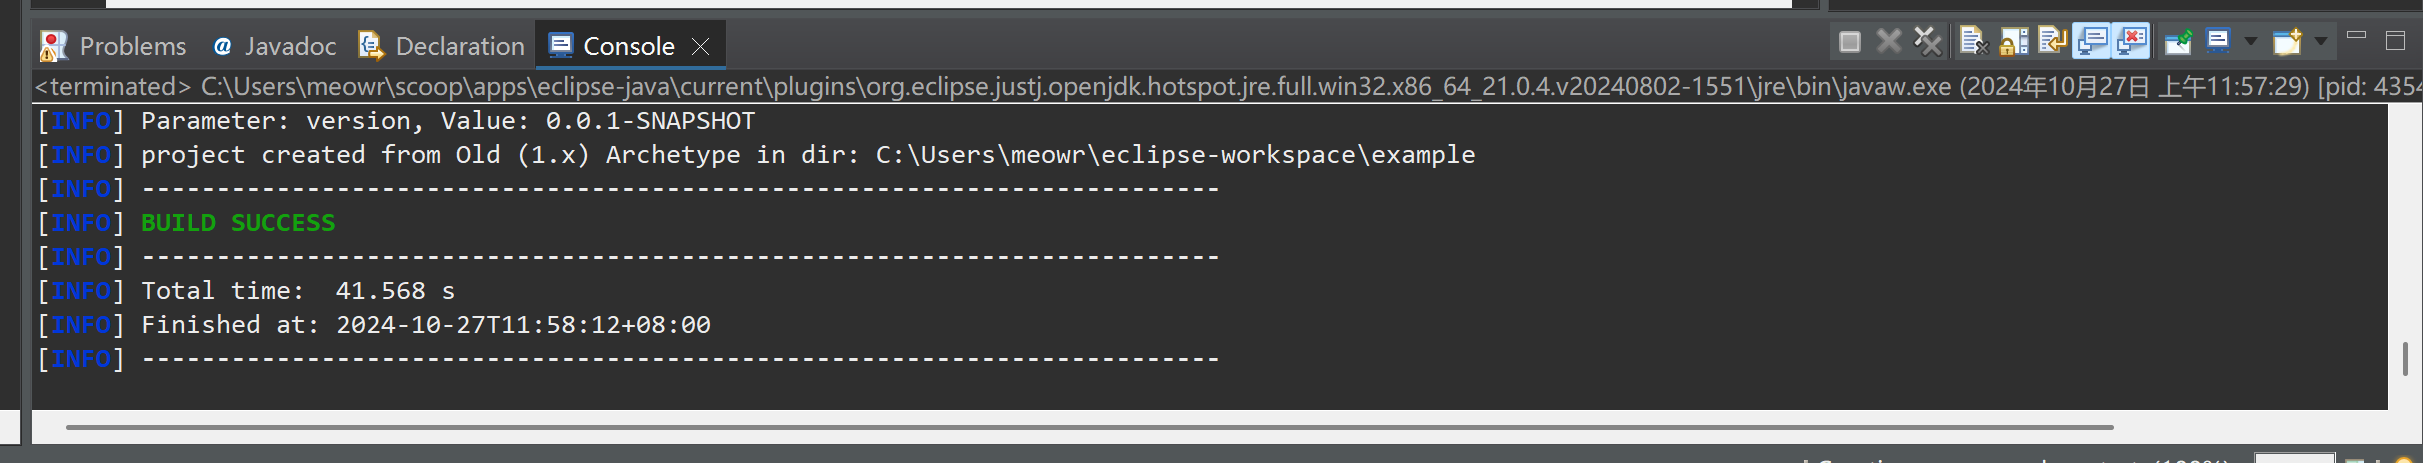 Problems Javadoc Declaration Console
<terminated> C:\Users\meowr\scoop\apps\eclipse-java\current\plugins\org.eclipse.justj.openjdk.hotspot.jre.full.win32.x86_64_21.0.4.v20240802-1551\jre\bin\javaw.exe (2024年10月27日 上午11:57:29) [pid: 4354
[INFO] Parameter: version, Value: 0.0.1-SNAPSHOT
[INFO] project created from Old (1.x) Archetype in dir: C:\Users\meowr\eclipse-workspace\example
[INFO] ------------------------------------------------------------------------
[INFO] BUILD SUCCESS
[INFO] ------------------------------------------------------------------------
[INFO] Total time:  41.568 s
[INFO] Finished at: 2024-10-27T11:58:12+08:00
[INFO] ------------------------------------------------------------------------